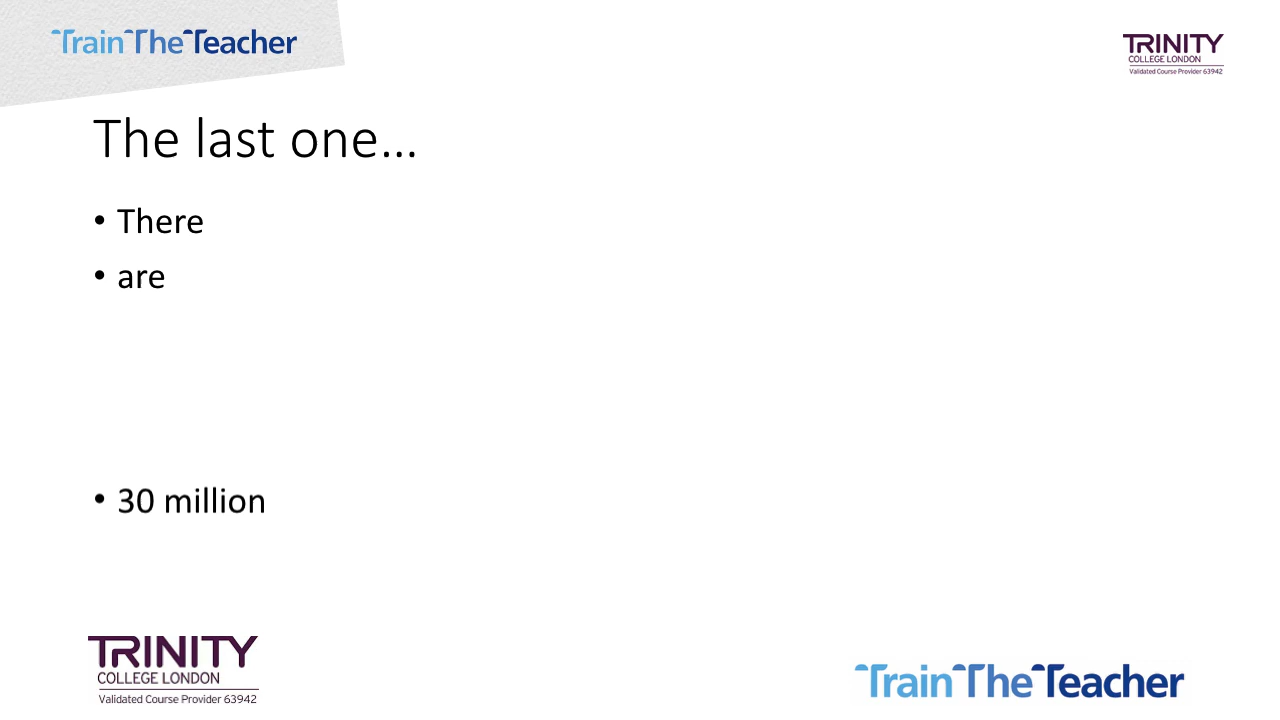 TrainTheTeacher
TRINITY
COLLEGE LONDON
Validated Course Provider 63942
The last one...
• There
• are
• 30 million
TRINITY
COLLEGE LONDON
Validated Course Provider 63942
TrainTheTeacher